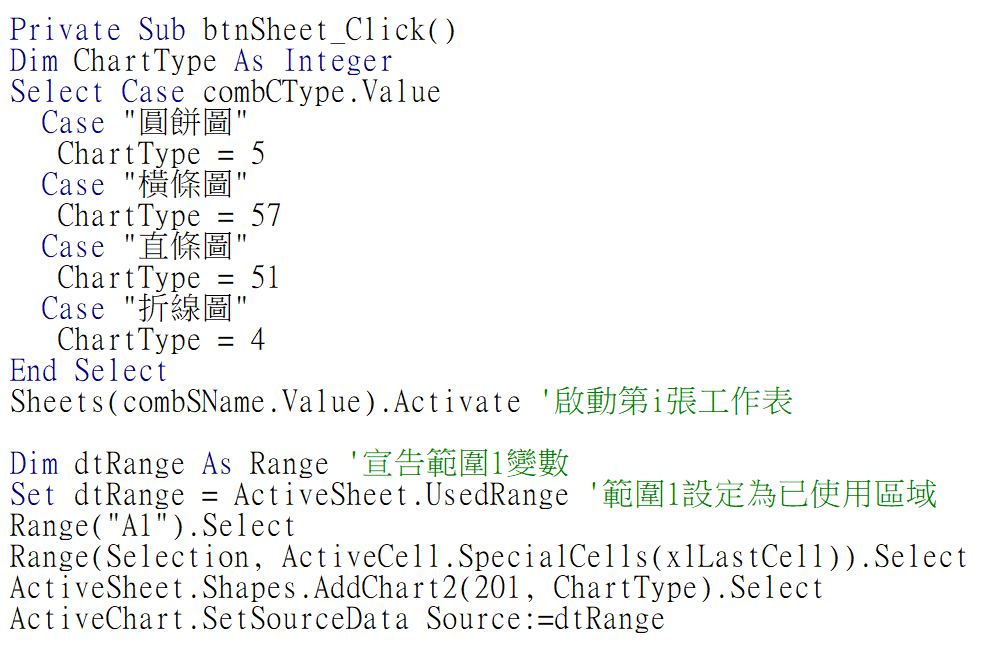 Private Sub btnSheet_Click()
Dim ChartType As Integer
Select Case combCType.Value
  Case "圓餅圖"
   ChartType = 5
  Case "橫條圖"
   ChartType = 57
  Case "直條圖"
   ChartType = 51
  Case "折線圖"
   ChartType = 4
End Select
Sheets(combSName.Value).Activate '啟動第i張工作表

Dim dtRange As Range '宣告範圍1變數
Set dtRange = ActiveSheet.UsedRange '範圍1設定為已使用區域
Range("A1").Select
Range(Selection, ActiveCell.SpecialCells(xlLastCell)).Select
ActiveSheet.Shapes.AddChart2(201, ChartType).Select
ActiveChart.SetSourceData Source:=dtRange